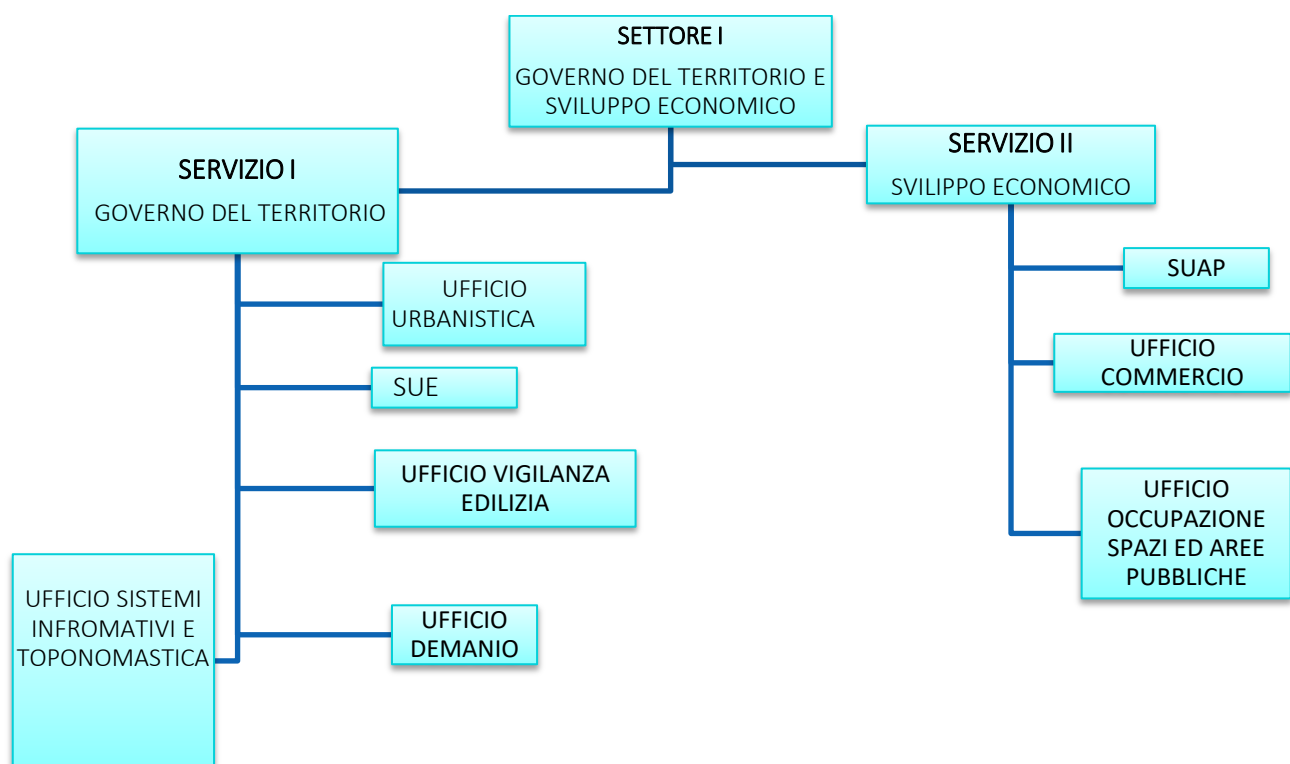 SETTORE I
GOVERNO DEL TERRITORIO E
SVILUPPO ECONOMICO
SERVIZIO I
GOVERNO DEL TERRITORIO
SERVIZIO II
SVILIPPO ECONOMICO
UFFICIO
URBANISTICA
SUE
UFFICIO VIGILANZA
EDILIZIA
UFFICIO SISTEMI
INFROMATIVI E
TOPONOMASTICA
UFFICIO
DEMANIO
SUAP
UFFICIO
COMMERCIO
UFFICIO
OCCUPAZIONE
SPAZI ED AREE
PUBBLICHE